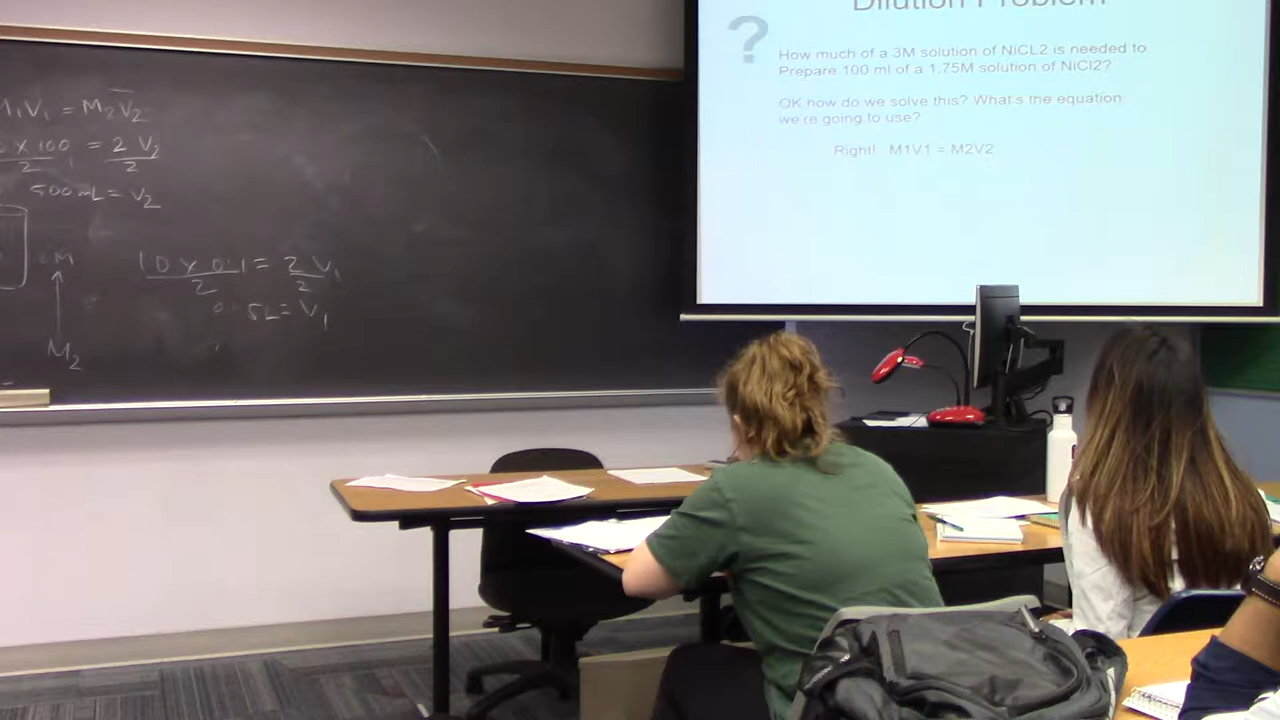 M₁V₁ = M₂V₂
0 x 100 = 2 V₂
2 2
500mL = V₂
2M
M₂
10 x 0.1 = 2 V₁
2 2
0.5L = V₁
Dilution Problem
?
How much of a 3M solution of NiCL2 is needed to
Prepare 100 ml of a 1.75M solution of NiCl2?
OK how do we solve this? What's the equation
we're going to use?
Right! M1V1 = M2V2